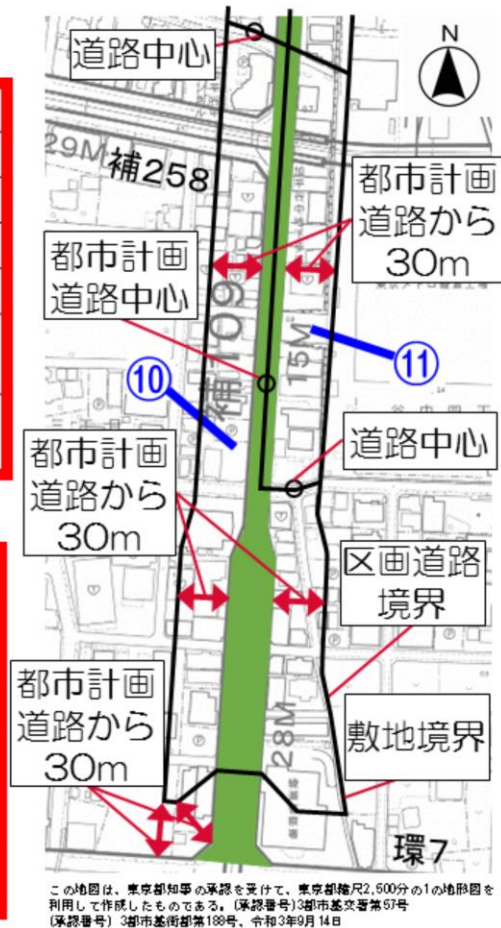 道路中心
N
29M
補258
都市計画
道路から
30m
都市計画
道路中心
補109
15M
⑩
⑪
道路中心
都市計画
道路から
30m
区画道路
境界
都市計画
道路から
30m
28M
敷地境界
環7
この地図は、東京都知事の承認を受けて、東京都縮尺2,500分の1の地形図を
利用して作成したものである。(承認番号)3都市基交著第57号
(承認番号) 3都市基街都第188号、令和3年9月14日